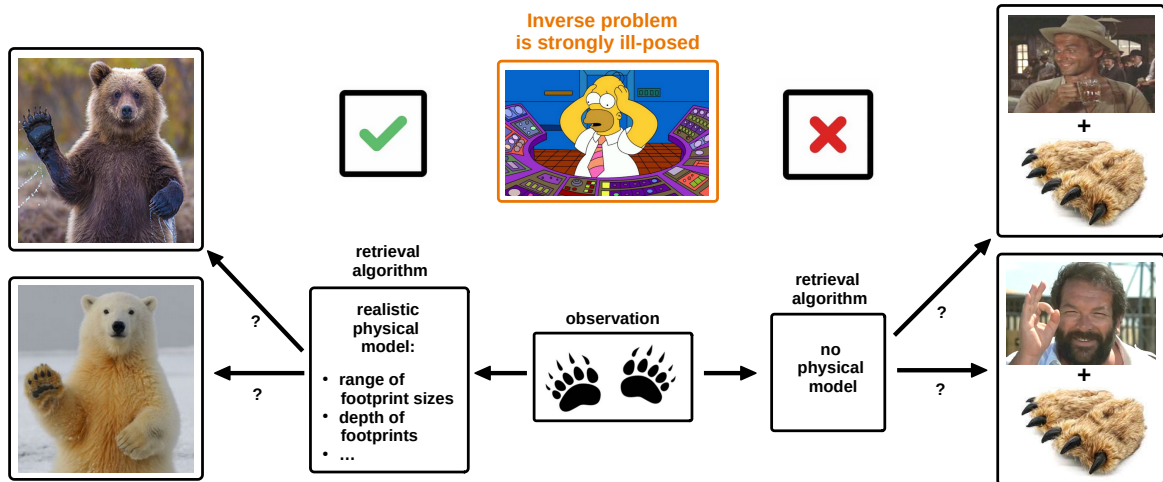 Inverse problem
is strongly ill-posed
retrieval
algorithm
realistic
physical
model:
• range of
footprint sizes
• depth of
footprints
• ...
?
?
observation
retrieval
algorithm
no
physical
model
?
?
+
+